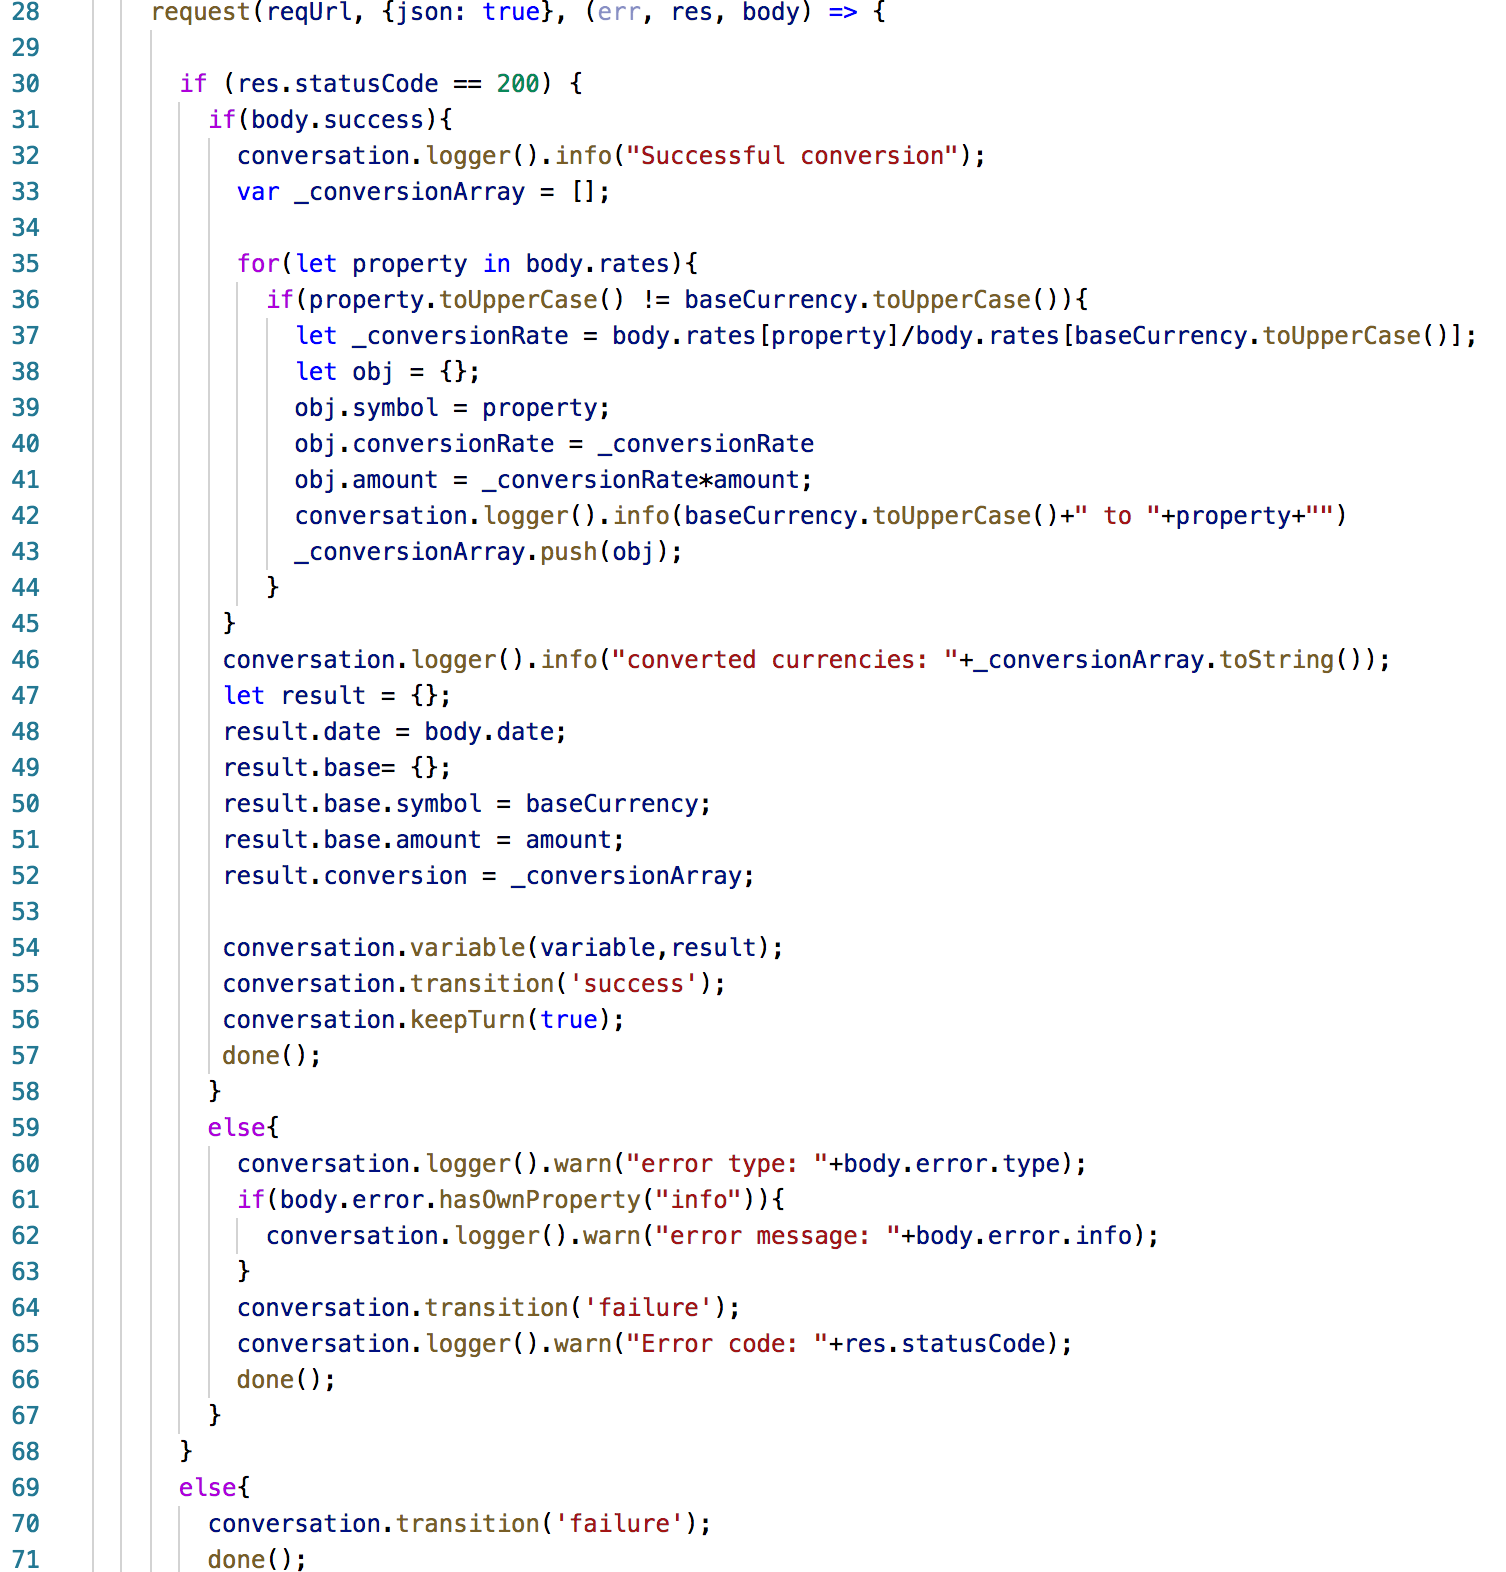 28 request(reqUrl, {json: true}, (err, res, body) => {
29
30 if (res.statusCode == 200) {
31 if(body.success){
32 conversation.logger().info("Successful conversion");
33 var _conversionArray = [];
34
35 for(let property in body.rates){
36 if(property.toUpperCase() != baseCurrency.toUpperCase()){
37 let _conversionRate = body.rates[property]/body.rates[baseCurrency.toUpperCase()];
38 let obj = {};
39 obj.symbol = property;
40 obj.conversionRate = _conversionRate
41 obj.amount = _conversionRate*amount;
42 conversation.logger().info(baseCurrency.toUpperCase()+" to "+property+"")
43 _conversionArray.push(obj);
44 }
45 }
46 conversation.logger().info("converted currencies: "+_conversionArray.toString());
47 let result = {};
48 result.date = body.date;
49 result.base= {};
50 result.base.symbol = baseCurrency;
51 result.base.amount = amount;
52 result.conversion = _conversionArray;
53
54 conversation.variable(variable,result);
55 conversation.transition('success');
56 conversation.keepTurn(true);
57 done();
58 }
59 else{
60 conversation.logger().warn("error type: "+body.error.type);
61 if(body.error.hasOwnProperty("info")){
62 conversation.logger().warn("error message: "+body.error.info);
63 }
64 conversation.transition('failure');
65 conversation.logger().warn("Error code: "+res.statusCode);
66 done();
67 }
68 }
69 else{
70 conversation.transition('failure');
71 done();